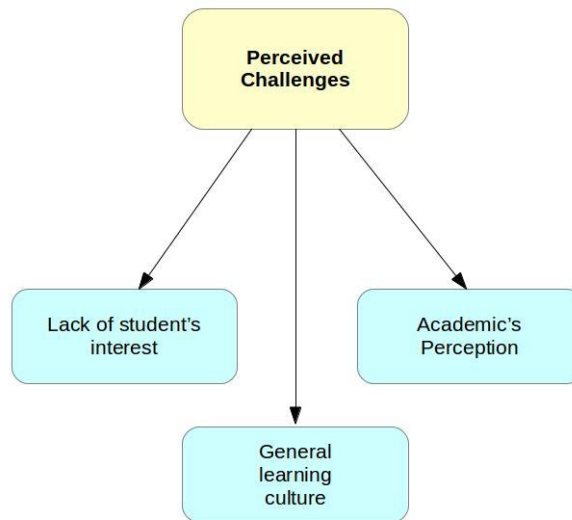 Perceived
Challenges
Lack of student’s
interest
Academic’s
Perception
General
learning
culture